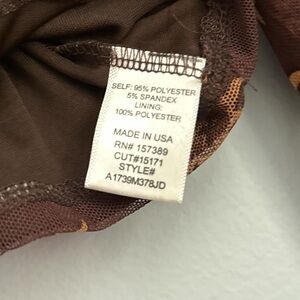 SELF: 95% POLYESTER
5% SPANDEX
LINING:
100% POLYESTER
MADE IN USA
RN# 157389
CUT#15171
STYLE#
A1739M378JD